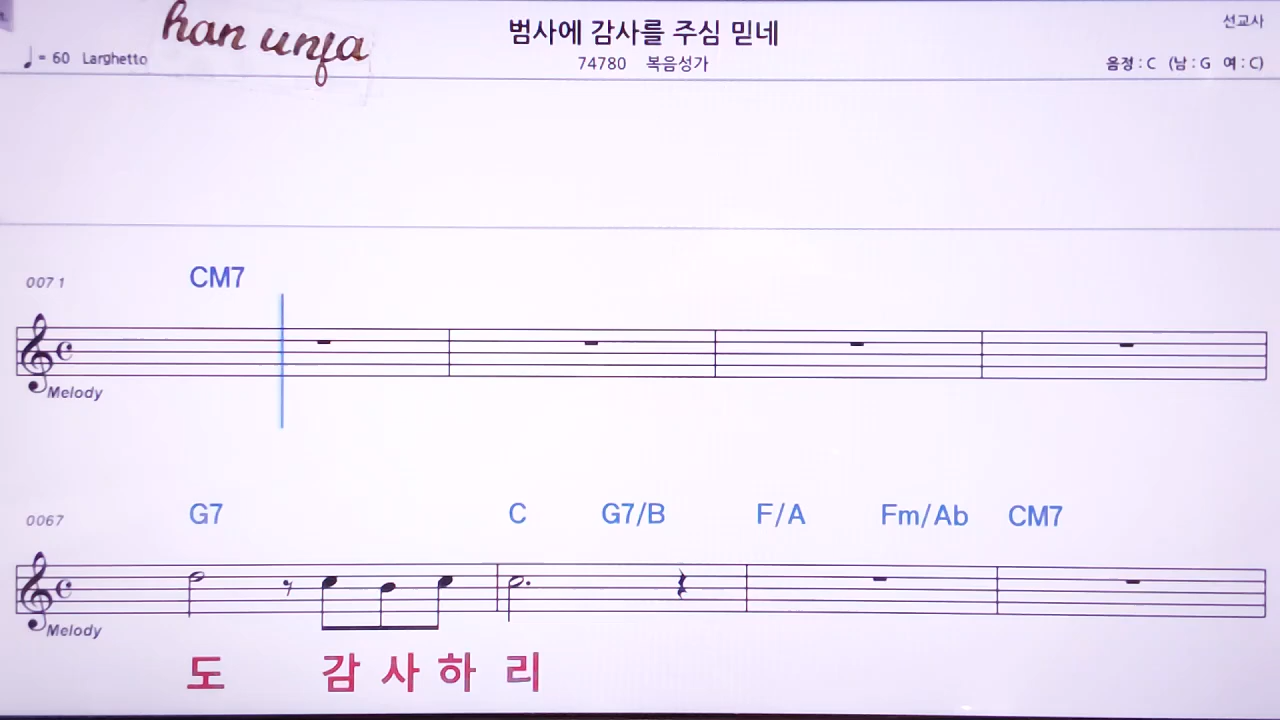 han unja
범사에 감사를 주심 믿네
선교사
♩ = 60 Larghetto
74780 복음성가
음정 : C (남 : G 여 : C)
0071 CM7
Melody
0067 G7 C G7/B F/A Fm/Ab CM7
Melody
도 감 사 하 리